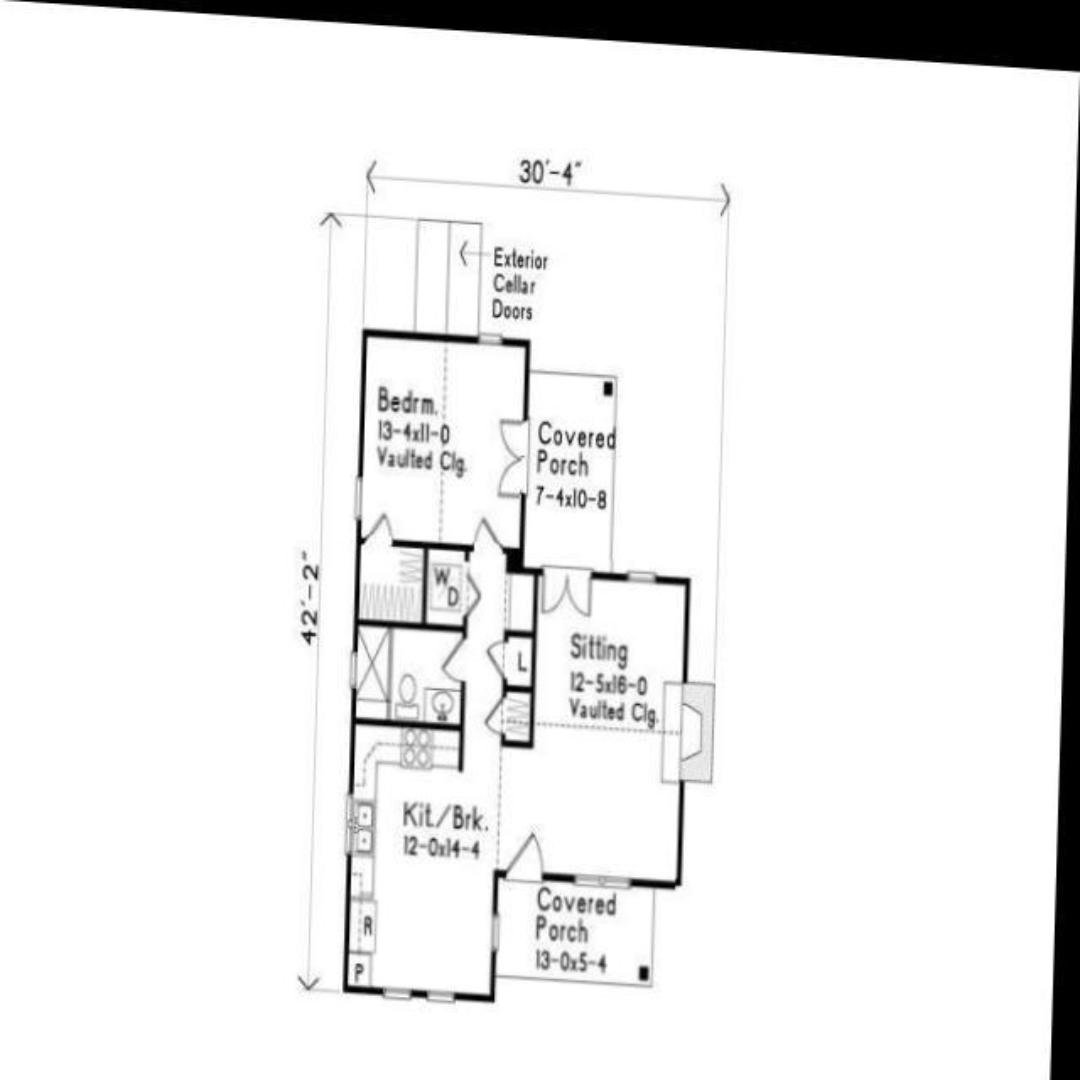 30'-4"
Exterior
Cellar
Doors
Bedrm.
13-4x11-0
Vaulted Clg.
Covered
Porch
7-4x10-8
42'-2"
W
D
Sitting
12-5x16-0
Vaulted Clg.
L
Kit./Brk.
12-0x14-4
Covered
Porch
13-0x5-4
R
P